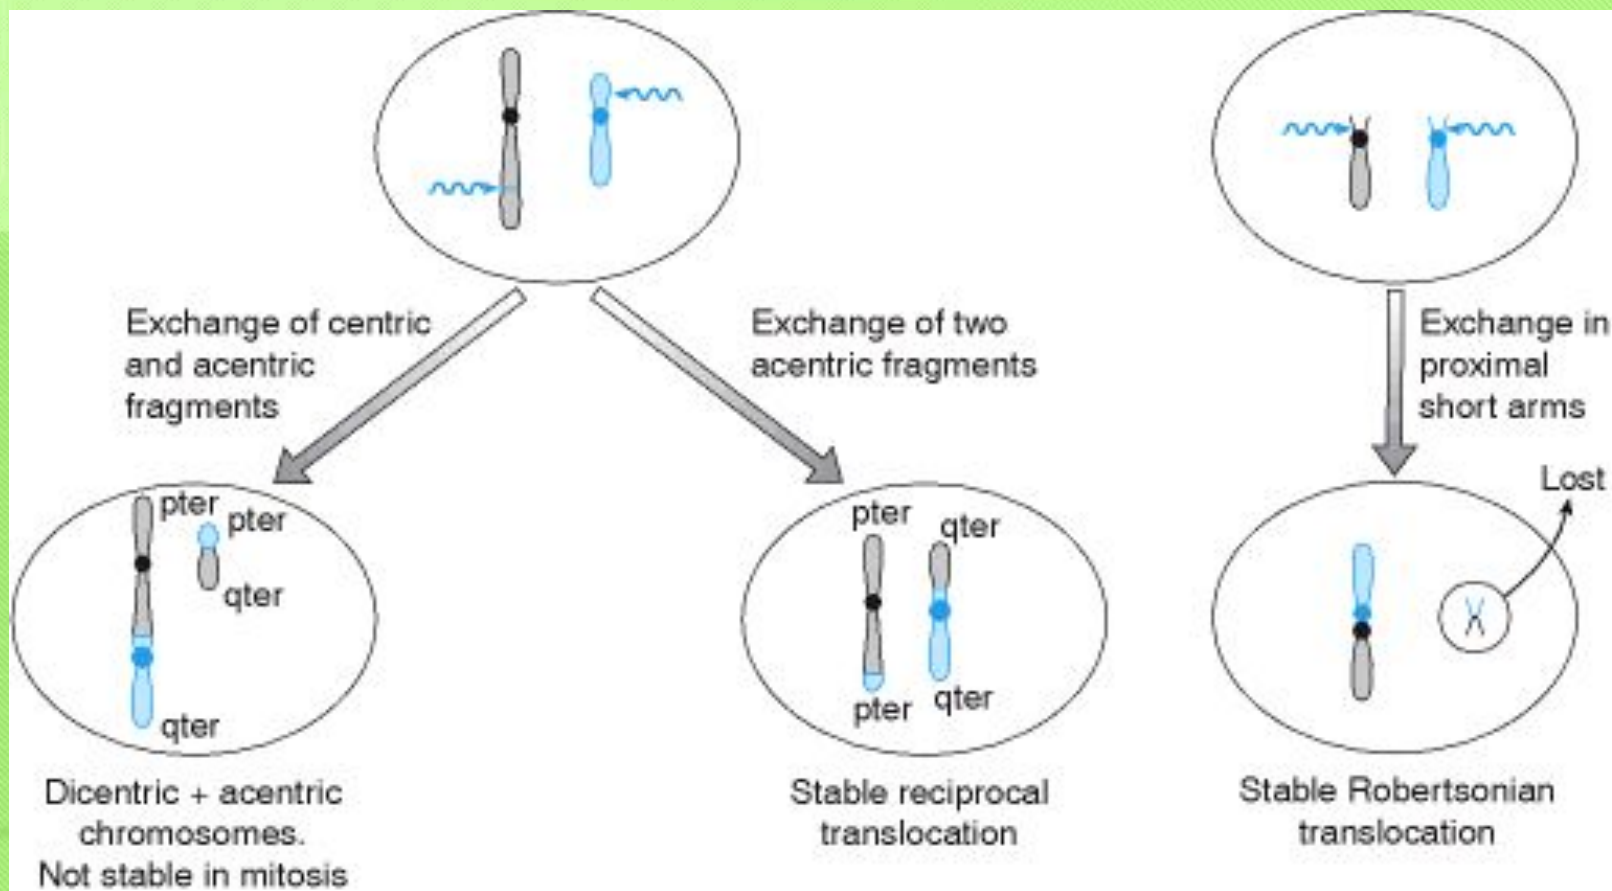 Exchange of centric
and acentric
fragments
Exchange of two
acentric fragments
Exchange in
proximal
short arms
Lost
pter
pter
qter
qter
pter
qter
pter
qter
Dicentric + acentric
chromosomes.
Not stable in mitosis
Stable reciprocal
translocation
Stable Robertsonian
translocation